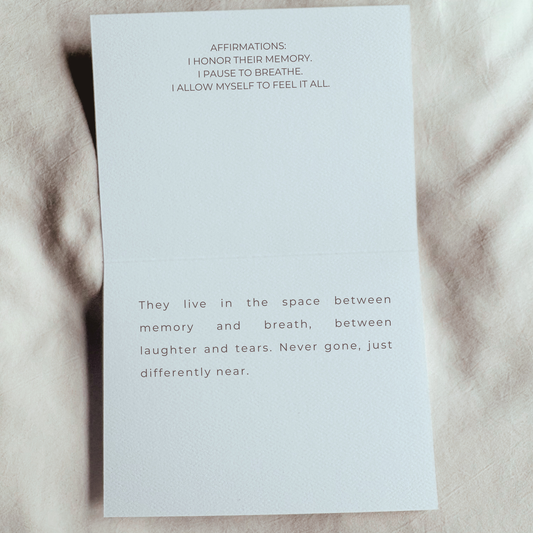 AFFIRMATIONS:
I HONOR THEIR MEMORY.
I PAUSE TO BREATHE.
I ALLOW MYSELF TO FEEL IT ALL.
They live in the space between
memory and breath, between
laughter and tears. Never gone, just
differently near.